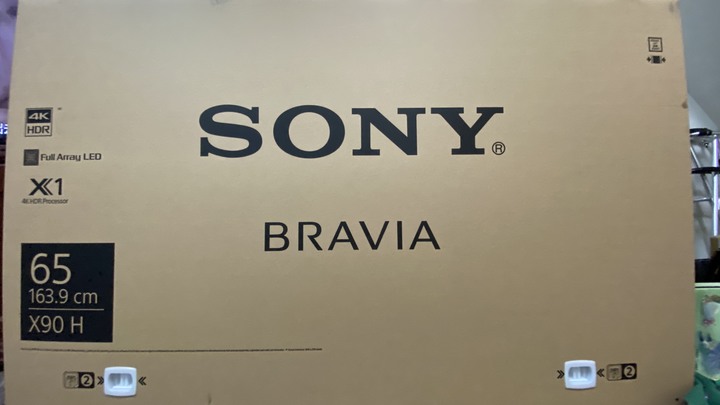 4K
HDR
Full Array LED
X1
4K HDR Processor
SONY®
BRAVIA
65
163.9 cm
X90 H
2
2